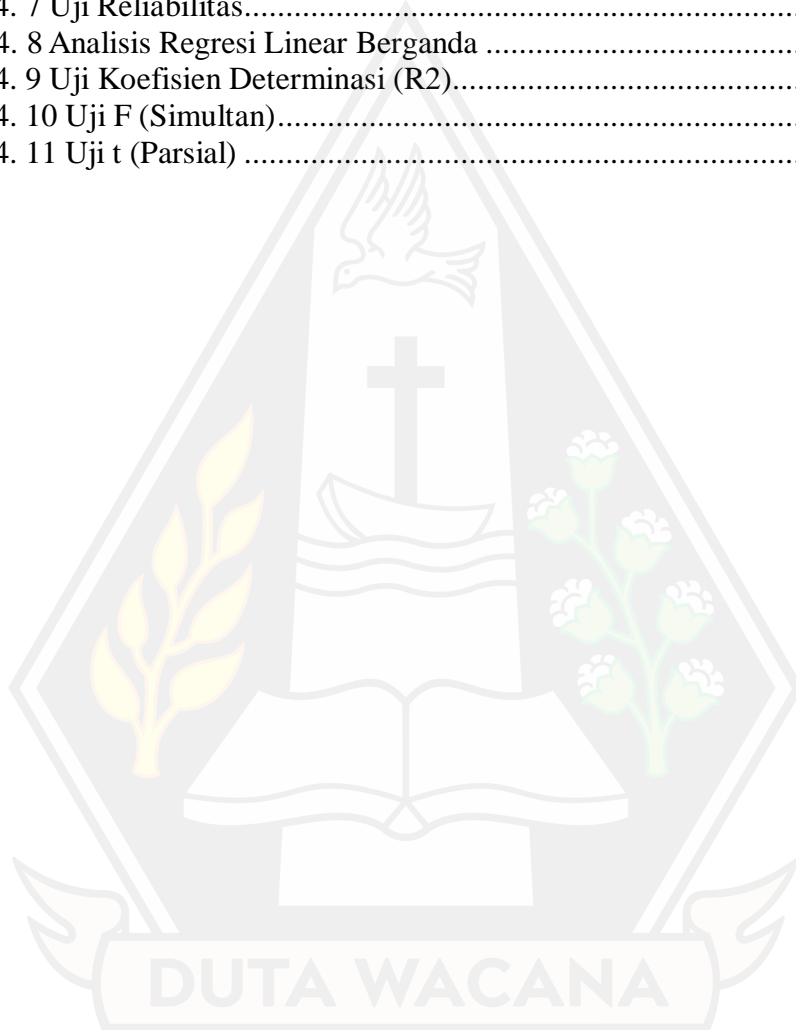 4. 7 Uji Reliabilitas..........................................................................
4. 8 Analisis Regresi Linear Berganda ..........................................
4. 9 Uji Koefisien Determinasi (R2)..............................................
4. 10 Uji F (Simultan).....................................................................
4. 11 Uji t (Parsial) .........................................................................
DUTA WACANA